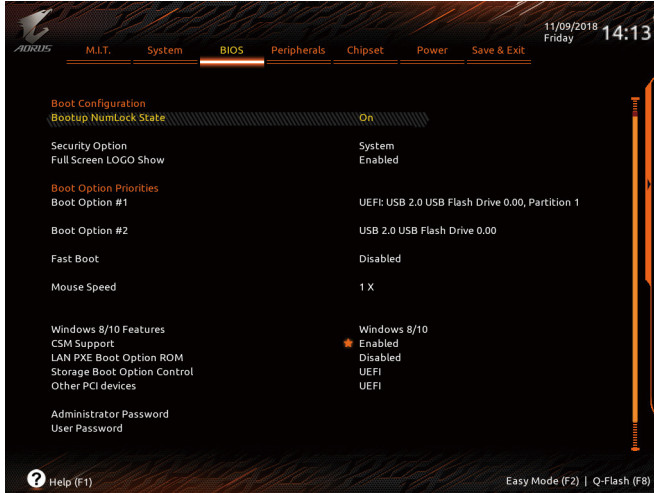 11/09/2018 14:13
Friday
AORUS
M.I.T. System BIOS Peripherals Chipset Power Save & Exit
Boot Configuration
Bootup NumLock State On
Security Option System
Full Screen LOGO Show Enabled
Boot Option Priorities
Boot Option #1 UEFI: USB 2.0 USB Flash Drive 0.00, Partition 1
Boot Option #2 USB 2.0 USB Flash Drive 0.00
Fast Boot Disabled
Mouse Speed 1 X
Windows 8/10 Features Windows 8/10
CSM Support Enabled
LAN PXE Boot Option ROM Disabled
Storage Boot Option Control UEFI
Other PCI devices UEFI
Administrator Password
User Password
? Help (F1) Easy Mode (F2) | Q-Flash (F8)